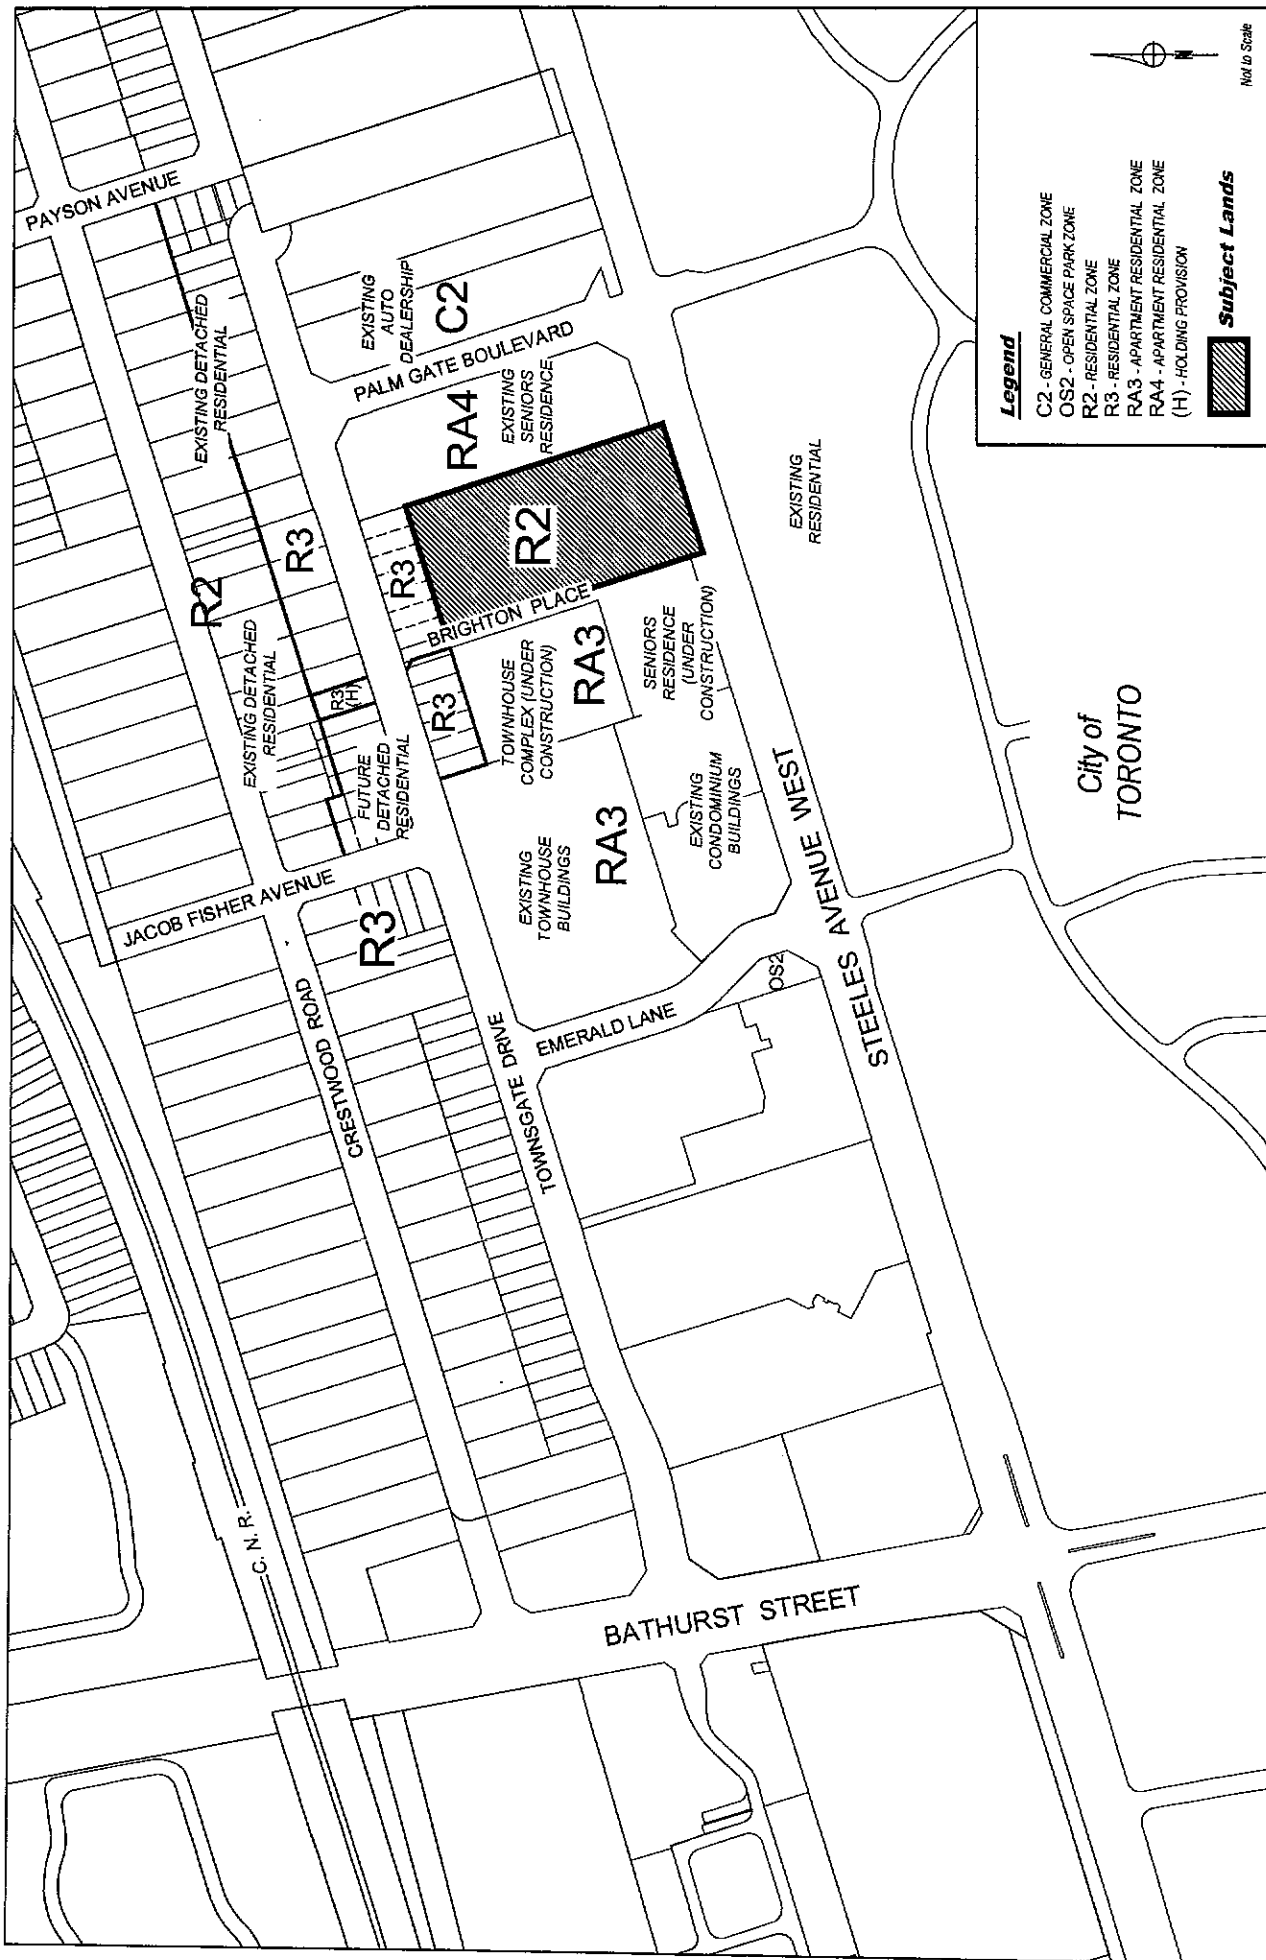 PAYSON AVENUE
EXISTING DETACHED
RESIDENTIAL
EXISTING
AUTO
DEALERSHIP
C2
PALM GATE BOULEVARD
RA4
EXISTING
SENIORS
RESIDENCE
R2
R3
R3
R2
BRIGHTON PLACE
EXISTING DETACHED
RESIDENTIAL
R3
(H)
R3
FUTURE
DETACHED
RESIDENTIAL
TOWNHOUSE
COMPLEX (UNDER
CONSTRUCTION)
RA3
SENIORS
RESIDENCE
(UNDER
CONSTRUCTION)
EXISTING
RESIDENTIAL
JACOB FISHER AVENUE
R3
EXISTING
TOWNHOUSE
BUILDINGS
RA3
EXISTING
CONDOMINIUM
BUILDINGS
STEELES AVENUE WEST
City of
TORONTO
CRESTWOOD ROAD
TOWNSGATE DRIVE
EMERALD LANE
OS2
C. N. R.
BATHURST STREET
Legend
C2 - GENERAL COMMERCIAL ZONE
OS2 - OPEN SPACE PARK ZONE
R2 - RESIDENTIAL ZONE
R3 - RESIDENTIAL ZONE
RA3 - APARTMENT RESIDENTIAL ZONE
RA4 - APARTMENT RESIDENTIAL ZONE
(H) - HOLDING PROVISION
Subject Lands
N
Not to Scale